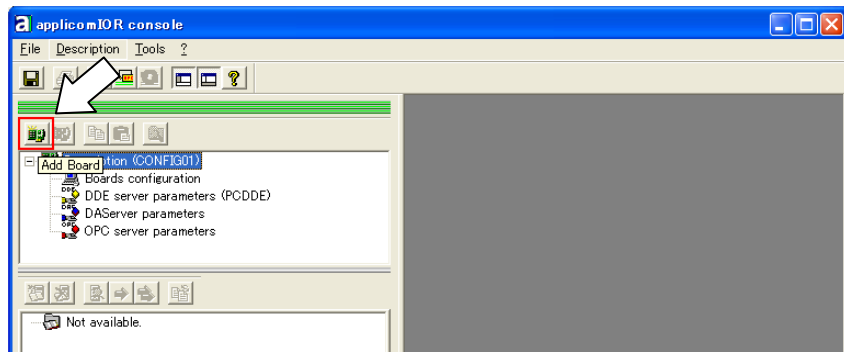 applicomIOR console
File Description Tools ?
Add Board
tion (CONFIG01)
Boards configuration
DDE server parameters (PCDDE)
DAServer parameters
OPC server parameters
Not available.